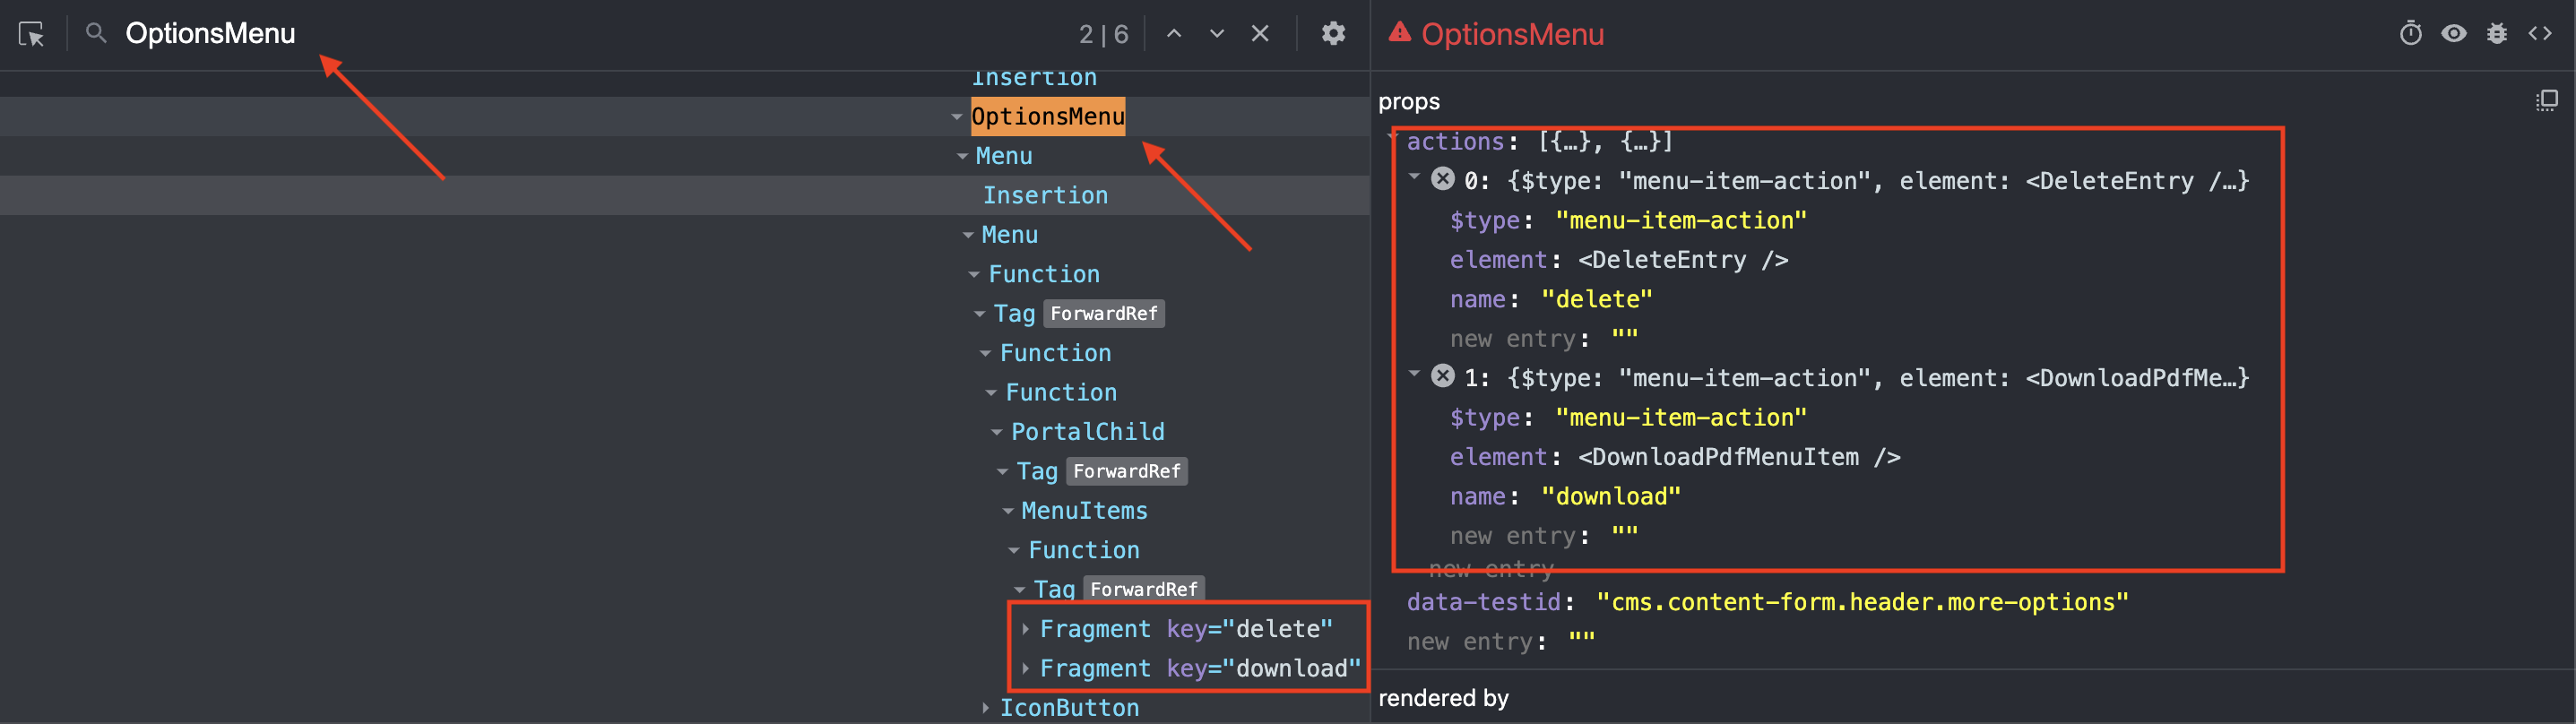 OptionsMenu
2 | 6
Insertion
OptionsMenu
Menu
Insertion
Menu
Function
Tag ForwardRef
Function
Function
PortalChild
Tag ForwardRef
MenuItems
Function
Tag ForwardRef
Fragment key="delete"
Fragment key="download"
IconButton
OptionsMenu
props
actions: [{…}, {…}]
0: {$type: "menu-item-action", element: <DeleteEntry /…}
$type: "menu-item-action"
element: <DeleteEntry />
name: "delete"
new entry: ""
1: {$type: "menu-item-action", element: <DownloadPdfMe…}
$type: "menu-item-action"
element: <DownloadPdfMenuItem />
name: "download"
new entry: ""
new entry
data-testid: "cms.content-form.header.more-options"
new entry: ""
rendered by